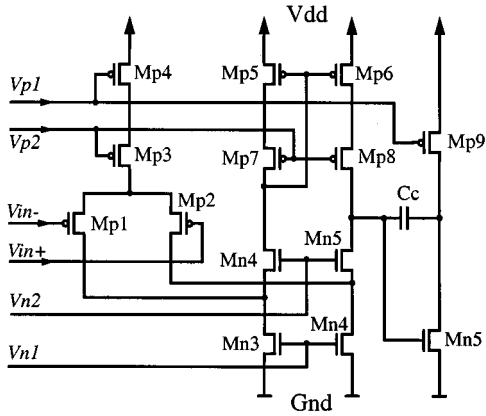 Vdd
Mp4
Mp5
Mp6
Vp1
Vp2
Mp3
Mp7
Mp8
Mp9
Mp2
Cc
Vin-
Mp1
Vin+
Mn4
Mn5
Vn2
Mn3
Mn4
Mn5
Vn1
Gnd